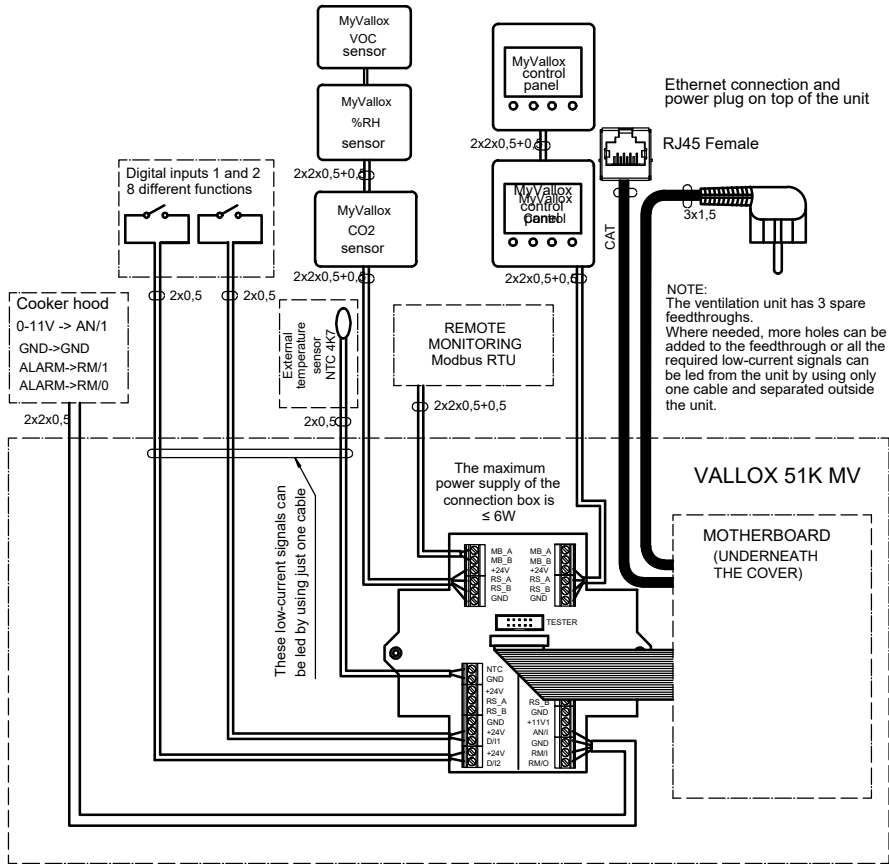 MyVallox
VOC
sensor
MyVallox
%RH
sensor
2x2x0,5+0,5
MyVallox
CO2
sensor
2x2x0,5+0,5
MyVallox
control
panel
2x2x0,5+0,5
MyVallox
control
panel
Control
2x2x0,5+0,5
Ethernet connection and
power plug on top of the unit
RJ45 Female
CAT
3x1,5
NOTE:
The ventilation unit has 3 spare
feedthroughs.
Where needed, more holes can be
added to the feedthrough or all the
required low-current signals can
be led from the unit by using only
one cable and separated outside
the unit.
Digital inputs 1 and 2
8 different functions
2x0,5
2x0,5
Cooker hood
0-11V -> AN/1
GND->GND
ALARM->RM/1
ALARM->RM/0
2x2x0,5
External
temperature
sensor
NTC 4K7
2x0,5
REMOTE
MONITORING
Modbus RTU
2x2x0,5+0,5
These low-current signals can
be led by using just one cable
The maximum
power supply of the
connection box is
≤ 6W
VALLOX 51K MV
MOTHERBOARD
(UNDERNEATH
THE COVER)
MB_A
MB_B
+24V
RS_A
RS_B
GND
MB_A
MB_B
+24V
RS_A
RS_B
GND
TESTER
NTC
GND
+24V
RS_A
RS_B
GND
+24V
D/I1
+24V
D/I2
RS_B
GND
+11V1
AN/I
GND
RM/I
RM/O